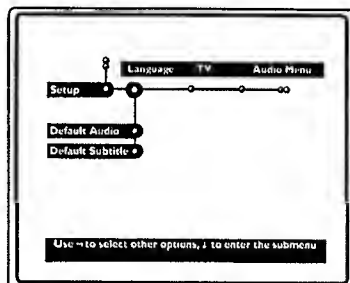 Language TV Audio Menu
Setup
Default Audio
Default Subtitle
Use → to select other options, ↓ to enter the submenu